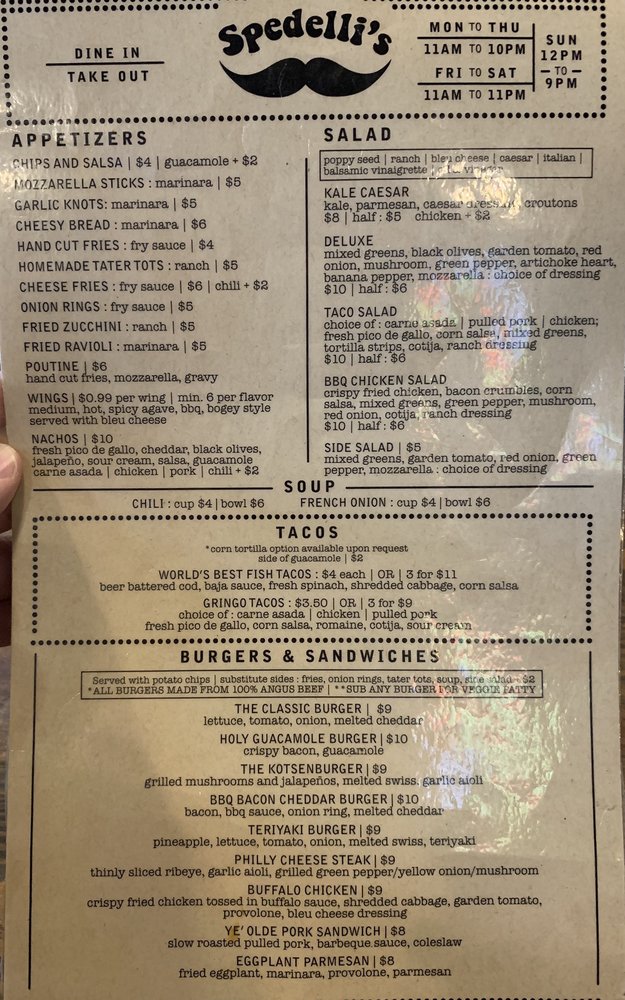 DINE IN
TAKE OUT
Spedelli's
MON TO THU
11AM TO 10PM
FRI TO SAT
11AM TO 11PM
SUN
12PM
— TO —
9PM
APPETIZERS
CHIPS AND SALSA | $4 | guacamole + $2
MOZZARELLA STICKS : marinara | $5
GARLIC KNOTS: marinara | $5
CHEESY BREAD : marinara | $6
HAND CUT FRIES : fry sauce | $4
HOMEMADE TATER TOTS : ranch | $5
CHEESE FRIES : fry sauce | $6 | chili + $2
ONION RINGS : fry sauce | $5
FRIED ZUCCHINI : ranch | $5
FRIED RAVIOLI : marinara | $5
POUTINE | $6
hand cut fries, mozzarella, gravy
WINGS | $0.99 per wing | min. 6 per flavor
medium, hot, spicy agave, bbq, bogey style
served with bleu cheese
NACHOS | $10
fresh pico de gallo, cheddar, black olives,
jalapeño, sour cream, salsa, guacamole
carne asada | chicken | pork | chili + $2
SALAD
poppy seed | ranch | bleu cheese | caesar | italian |
balsamic vinaigrette |
KALE CAESAR
kale, parmesan, caesar dressing, croutons
$8 | half : $5 chicken + $2
DELUXE
mixed greens, black olives, garden tomato, red
onion, mushroom, green pepper, artichoke heart,
banana pepper, mozzarella : choice of dressing
$10 | half : $6
TACO SALAD
choice of : carne asada | pulled pork | chicken;
fresh pico de gallo, corn salsa, mixed greens,
tortilla strips, cotija, ranch dressing
$10 | half : $6
BBQ CHICKEN SALAD
crispy fried chicken, bacon crumbles, corn
salsa, mixed greens, green pepper, mushroom,
red onion, cotija, ranch dressing
$10 | half : $6
SIDE SALAD | $5
mixed greens, garden tomato, red onion, green
pepper, mozzarella : choice of dressing
SOUP
CHILI : cup $4 | bowl $6 FRENCH ONION : cup $4 | bowl $6
TACOS
*corn tortilla option available upon request
side of guacamole | $2
WORLD'S BEST FISH TACOS : $4 each | OR | 3 for $11
beer battered cod, baja sauce, fresh spinach, shredded cabbage, corn salsa
GRINGO TACOS : $3.50 | OR | 3 for $9
choice of : carne asada | chicken | pulled pork
fresh pico de gallo, corn salsa, romaine, cotija, sour cream
BURGERS & SANDWICHES
Served with potato chips | substitute sides : fries, onion rings, tater tots, soup, side salad + $2
*ALL BURGERS MADE FROM 100% ANGUS BEEF | **SUB ANY BURGER FOR VEGGIE PATTY
THE CLASSIC BURGER | $9
lettuce, tomato, onion, melted cheddar
HOLY GUACAMOLE BURGER | $10
crispy bacon, guacamole
THE KOTSENBURGER | $9
grilled mushrooms and jalapeños, melted swiss, garlic aioli
BBQ BACON CHEDDAR BURGER | $10
bacon, bbq sauce, onion ring, melted cheddar
TERIYAKI BURGER | $9
pineapple, lettuce, tomato, onion, melted swiss, teriyaki
PHILLY CHEESE STEAK | $9
thinly sliced ribeye, garlic aioli, grilled green pepper/yellow onion/mushroom
BUFFALO CHICKEN | $9
crispy fried chicken tossed in buffalo sauce, shredded cabbage, garden tomato,
provolone, bleu cheese dressing
YE' OLDE PORK SANDWICH | $8
slow roasted pulled pork, barbeque sauce, coleslaw
EGGPLANT PARMESAN | $8
fried eggplant, marinara, provolone, parmesan